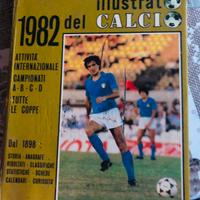 illustrato
1982 del CALCIO
ATTIVITÀ
INTERNAZIONALE
CAMPIONATI
A-B-C-D
TUTTE
LE COPPE
Dal 1898:
STORIA - ANAGRAFE
RISULTATI - CLASSIFICHE
STATISTICHE - SCHEDE
CALENDARI - CURIOSITÀ